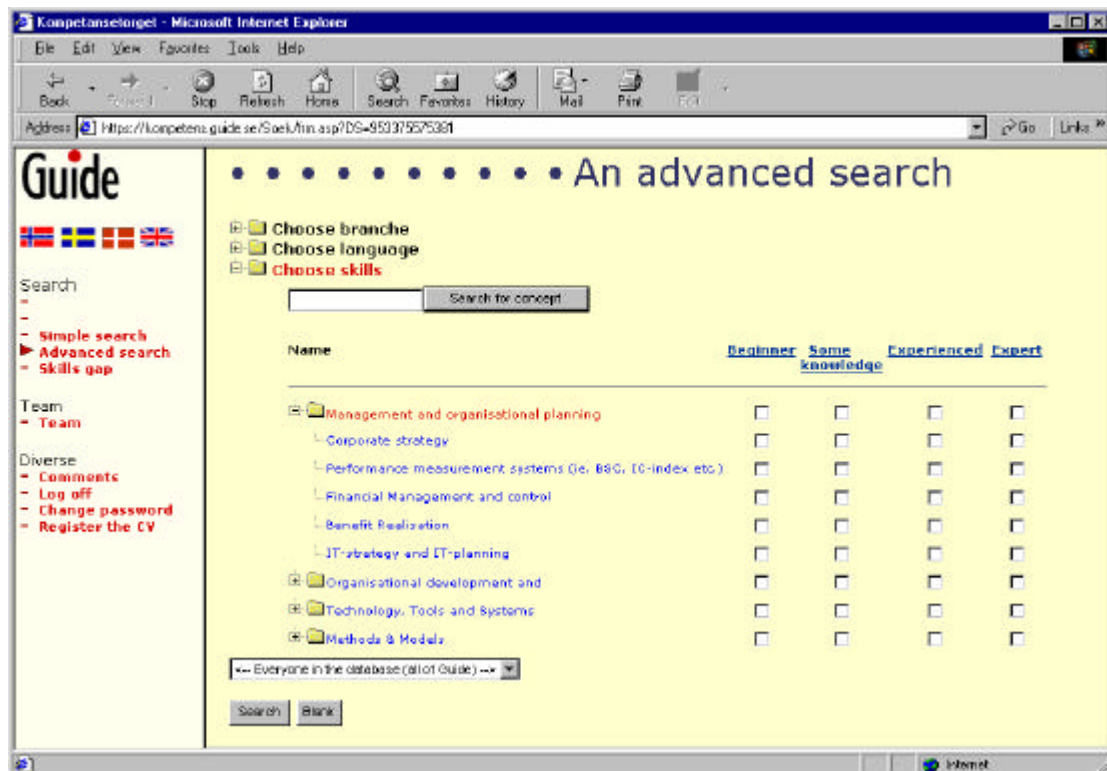 Kompetansetorget - Microsoft Internet Explorer
File Edit View Favorites Tools Help
Back Forward Stop Refresh Home Search Favorites History Mail Print Edit
Address https://kompetens.guide.se/Soek/frm.asp?DS=953375575381 Go Links »
Guide
An advanced search
Choose branche
Choose language
Choose skills
Search for concept
Search
Simple search
Advanced search
Skills gap
Team
Team
Diverse
Comments
Log off
Change password
Register the CV
Name Beginner Some knowledge Experienced Expert
Management and organisational planning
Corporate strategy
Performance measurement systems (ie. BSC, IC-index etc.)
Financial Management and control
Benefit Realization
IT-strategy and IT-planning
Organisational development and
Technology, Tools and Systems
Methods & Models
<-- Everyone in the database (all of Guide) -->
Search Blank
Internet